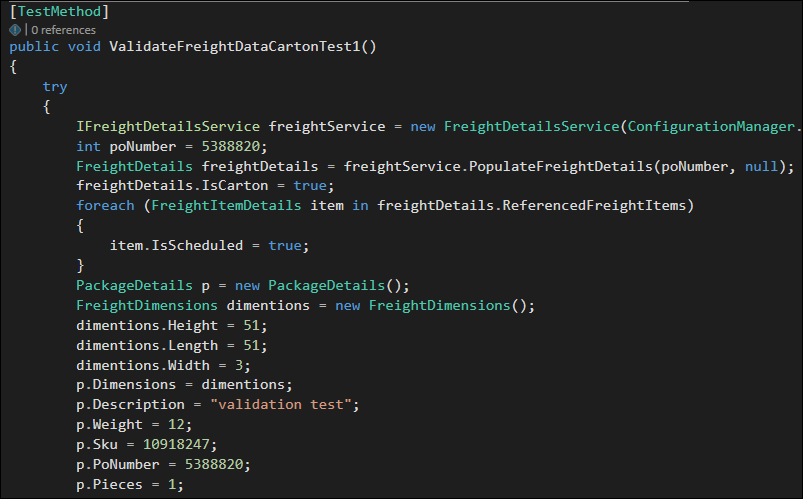 [TestMethod]
| 0 references
public void ValidateFreightDataCartonTest1()
{
try
{
IFreightDetailsService freightService = new FreightDetailsService(ConfigurationManager.
int poNumber = 5388820;
FreightDetails freightDetails = freightService.PopulateFreightDetails(poNumber, null);
freightDetails.IsCarton = true;
foreach (FreightItemDetails item in freightDetails.ReferencedFreightItems)
{
item.IsScheduled = true;
}
PackageDetails p = new PackageDetails();
FreightDimensions dimentions = new FreightDimensions();
dimentions.Height = 51;
dimentions.Length = 51;
dimentions.Width = 3;
p.Dimensions = dimentions;
p.Description = "validation test";
p.Weight = 12;
p.Sku = 10918247;
p.PoNumber = 5388820;
p.Pieces = 1;